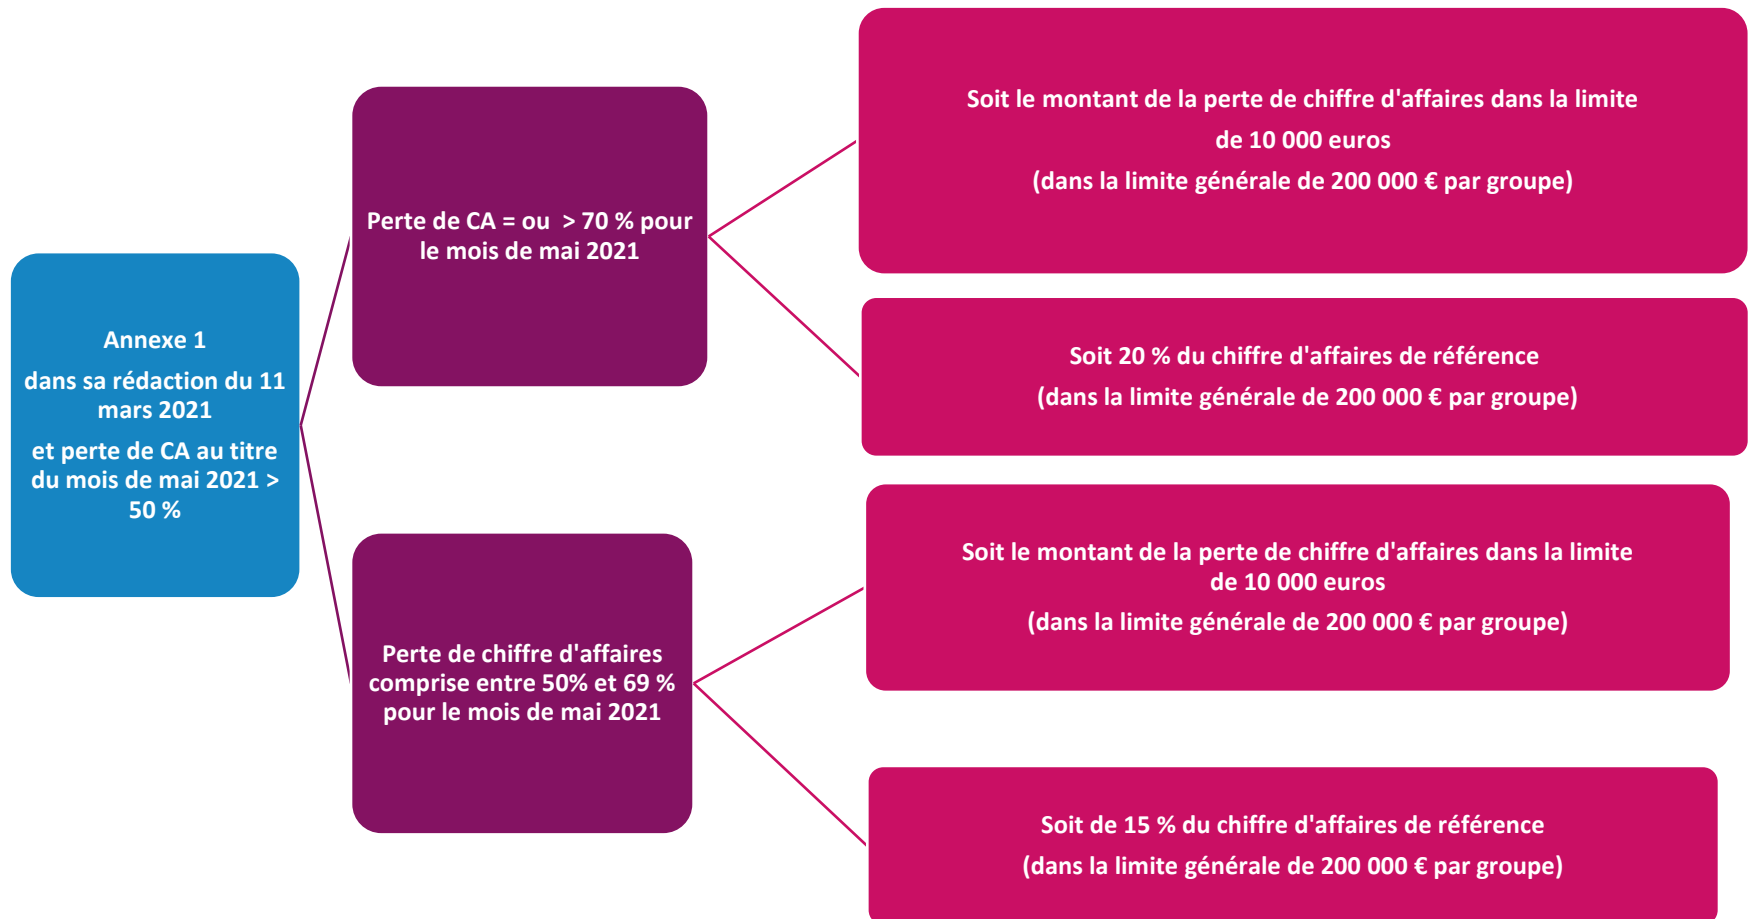 Annexe 1
dans sa rédaction du 11
mars 2021
et perte de CA au titre
du mois de mai 2021 >
50 %
Perte de CA = ou  > 70 % pour
le mois de mai 2021
Soit le montant de la perte de chiffre d'affaires dans la limite
de 10 000 euros
(dans la limite générale de 200 000 € par groupe)
Soit 20 % du chiffre d'affaires de référence
(dans la limite générale de 200 000 € par groupe)
Perte de chiffre d'affaires
comprise entre 50% et 69 %
pour le mois de mai 2021
Soit le montant de la perte de chiffre d'affaires dans la limite
de 10 000 euros
(dans la limite générale de 200 000 € par groupe)
Soit de 15 % du chiffre d'affaires de référence
(dans la limite générale de 200 000 € par groupe)